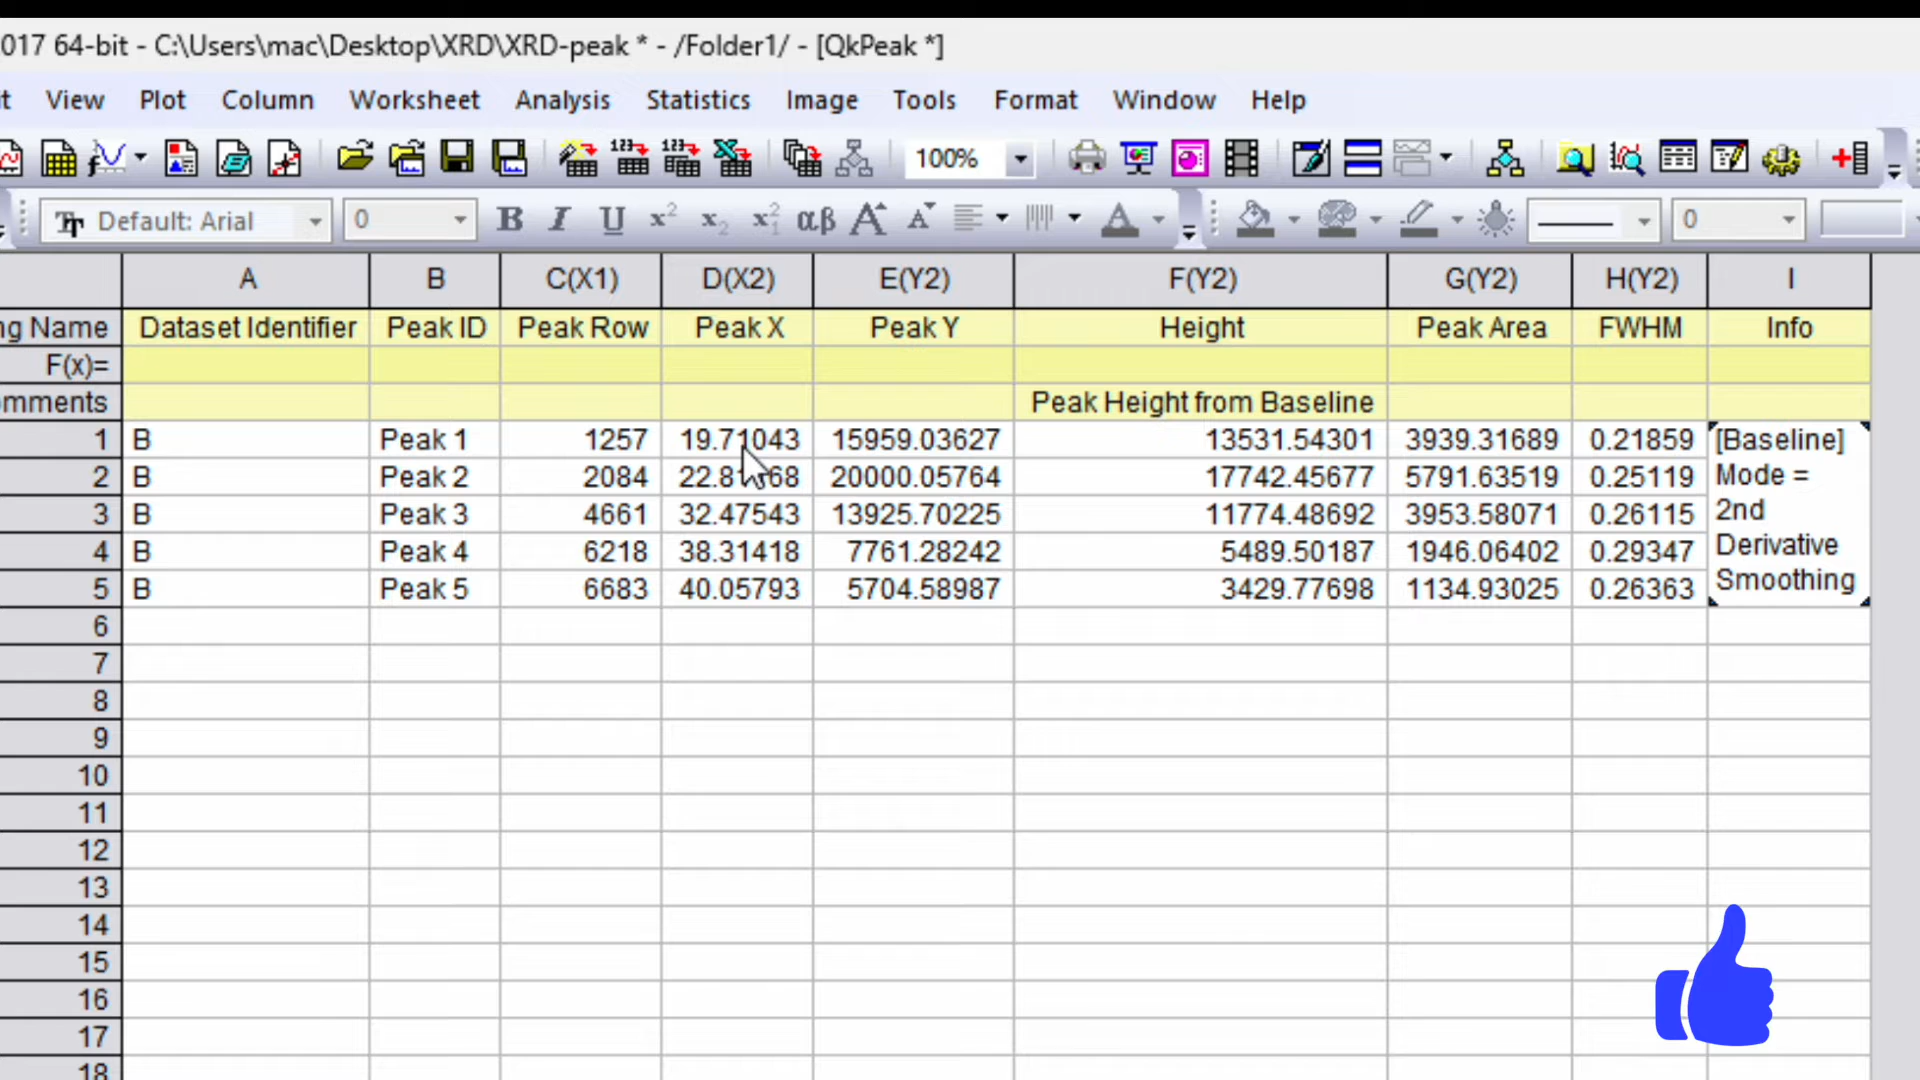 017 64-bit - C:\Users\mac\Desktop\XRD\XRD-peak * - /Folder1/ - [QkPeak *]
t View Plot Column Worksheet Analysis Statistics Image Tools Format Window Help
100%
Default: Arial 0 B I U x² x₂ αβ A A A 0
A B C(X1) D(X2) E(Y2) F(Y2) G(Y2) H(Y2) I
ng Name Dataset Identifier Peak ID Peak Row Peak X Peak Y Height Peak Area FWHM Info
F(x)=
omments Peak Height from Baseline
1 B Peak 1 1257 19.71043 15959.03627 13531.54301 3939.31689 0.21859 [Baseline]
2 B Peak 2 2084 20000.05764 17742.45677 5791.63519 0.25119 Mode =
3 B Peak 3 4661 32.47543 13925.70225 11774.48692 3953.58071 0.26115 2nd
4 B Peak 4 6218 38.31418 7761.28242 5489.50187 1946.06402 0.29347 Derivative
5 B Peak 5 6683 40.05793 5704.58987 3429.77698 1134.93025 0.26363 Smoothing
6
7
8
9
10
11
12
13
14
15
16
17
18